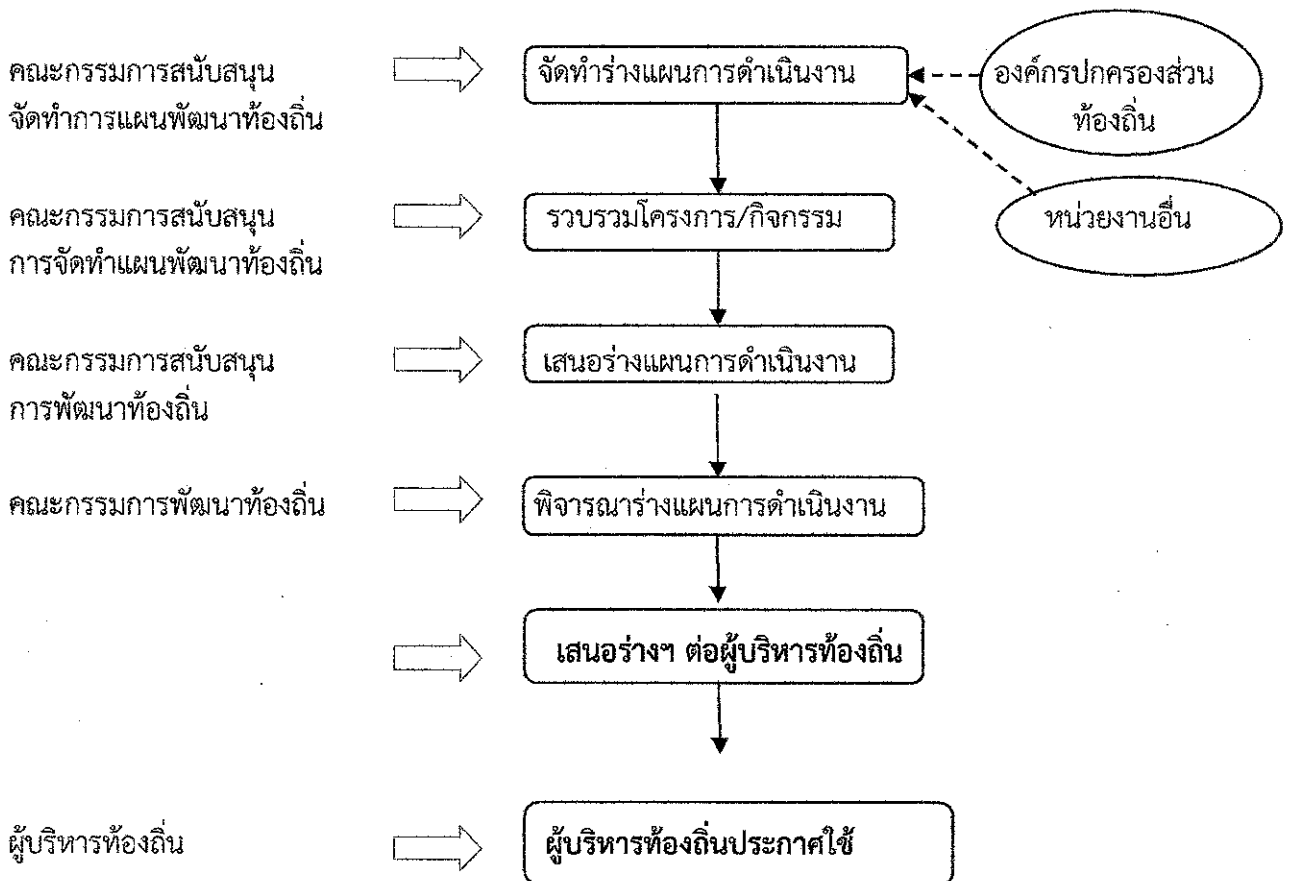 คณะกรรมการสนับสนุน
จัดทำการแผนพัฒนาท้องถิ่น
จัดทำร่างแผนการดำเนินงาน
องค์กรปกครองส่วน
ท้องถิ่น
คณะกรรมการสนับสนุน
การจัดทำแผนพัฒนาท้องถิ่น
รวบรวมโครงการ/กิจกรรม
หน่วยงานอื่น
คณะกรรมการสนับสนุน
การพัฒนาท้องถิ่น
เสนอร่างแผนการดำเนินงาน
คณะกรรมการพัฒนาท้องถิ่น
พิจารณาร่างแผนการดำเนินงาน
เสนอร่างฯ ต่อผู้บริหารท้องถิ่น
ผู้บริหารท้องถิ่น
ผู้บริหารท้องถิ่นประกาศใช้